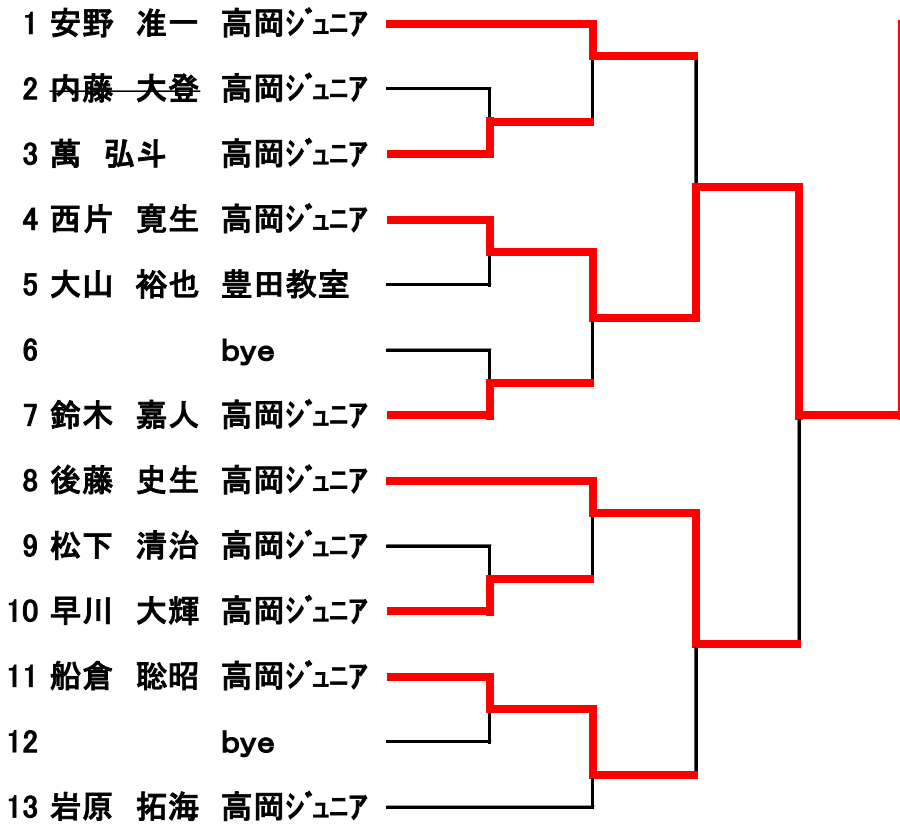 1 安野 准一 高岡ｼﾞｭﾆｱ
2 内藤 大登 高岡ｼﾞｭﾆｱ
3 萬 弘斗 高岡ｼﾞｭﾆｱ
4 西片 寛生 高岡ｼﾞｭﾆｱ
5 大山 裕也 豊田教室
6 bye
7 鈴木 嘉人 高岡ｼﾞｭﾆｱ
8 後藤 史生 高岡ｼﾞｭﾆｱ
9 松下 清治 高岡ｼﾞｭﾆｱ
10 早川 大輝 高岡ｼﾞｭﾆｱ
11 船倉 聡昭 高岡ｼﾞｭﾆｱ
12 bye
13 岩原 拓海 高岡ｼﾞｭﾆｱ